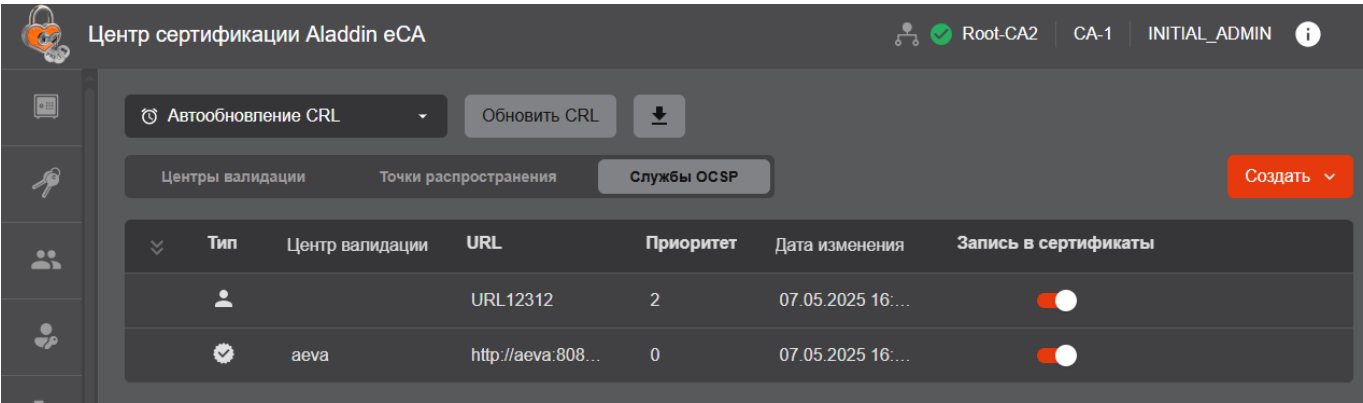 Центр сертификации Aladdin eCA
Root-CA2
CA-1
INITIAL_ADMIN
Автообновление CRL
Обновить CRL
Центры валидации
Точки распространения
Службы OCSP
Создать
Тип
Центр валидации
URL
Приоритет
Дата изменения
Запись в сертификаты
URL12312
2
07.05.2025 16:...
aeva
http://aeva:808...
0
07.05.2025 16:...